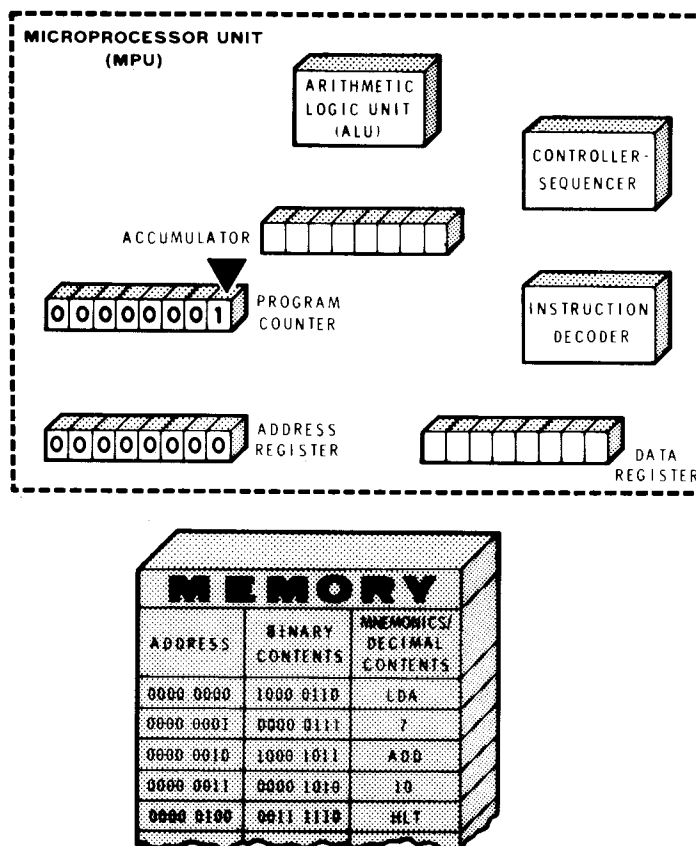 MICROPROCESSOR UNIT
(MPU)
ARITHMETIC
LOGIC UNIT
(ALU)
CONTROLLER-
SEQUENCER
ACCUMULATOR
0 0 0 0 0 0 0 1
PROGRAM
COUNTER
INSTRUCTION
DECODER
0 0 0 0 0 0 0 0
ADDRESS
REGISTER
DATA
REGISTER
MEMORY
ADDRESS
BINARY
CONTENTS
MNEMONICS/
DECIMAL
CONTENTS
0000 0000 1000 0110 LDA
0000 0001 0000 0111 7
0000 0010 1000 1011 ADD
0000 0011 0000 1010 10
0000 0100 0011 1110 HLT